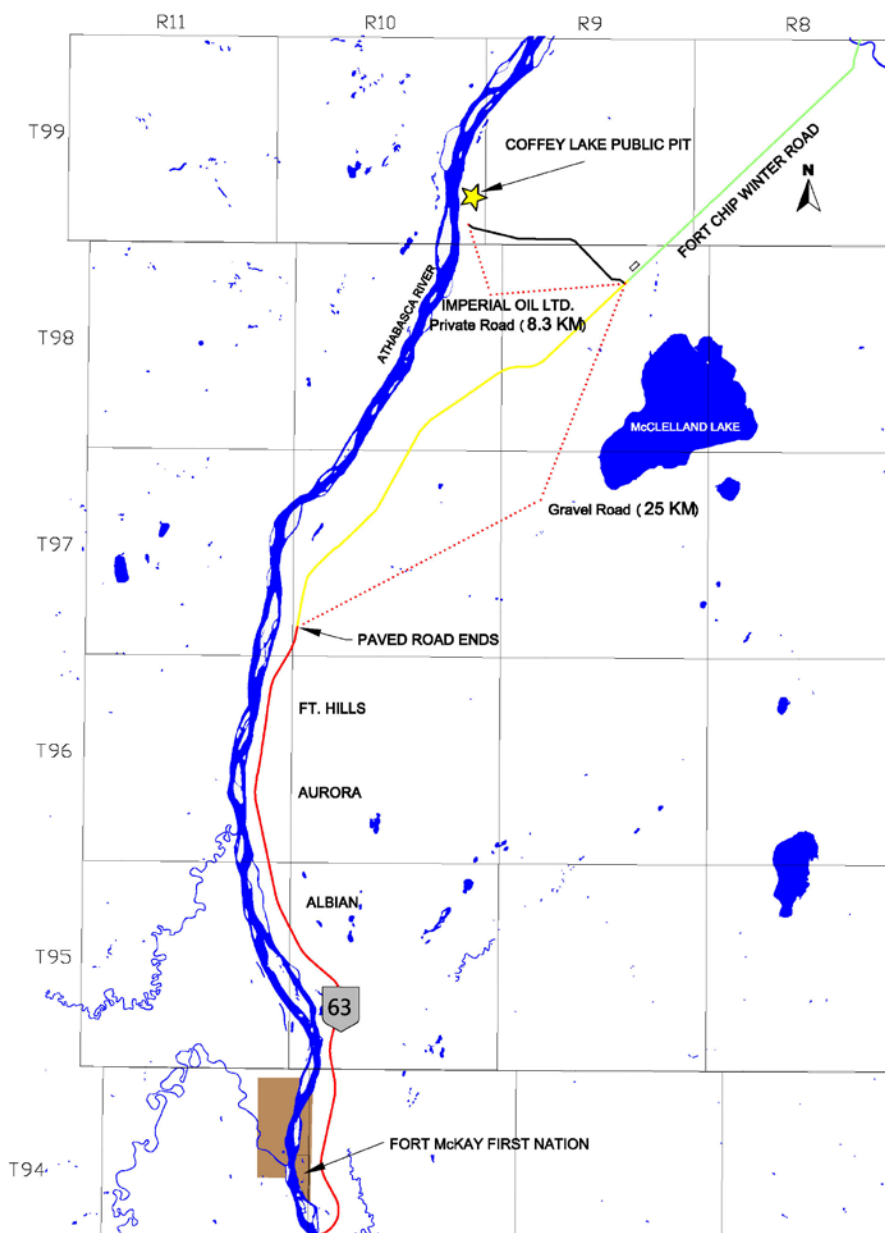 R11
R10
R9
R8
T99
COFFEY LAKE PUBLIC PIT
FORT CHIP WINTER ROAD
N
ATHABASCA RIVER
IMPERIAL OIL LTD.
Private Road ( 8.3 KM)
T98
McCLELLAND LAKE
Gravel Road ( 25 KM)
T97
PAVED ROAD ENDS
FT. HILLS
T96
AURORA
ALBIAN
T95
63
FORT McKAY FIRST NATION
T94